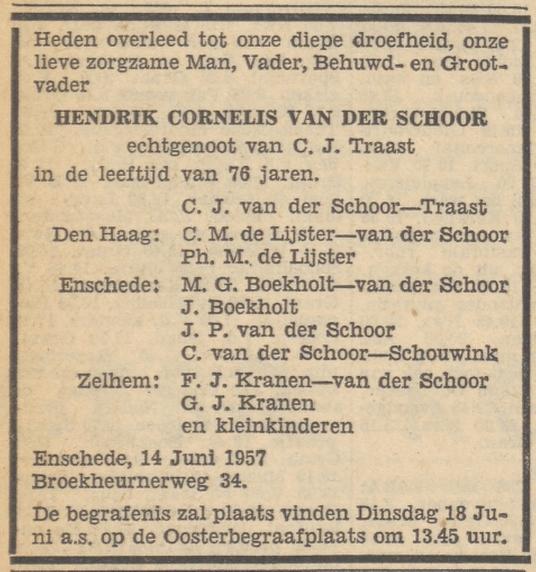 Heden overleed tot onze diepe droefheid, onze
lieve zorgzame Man, Vader, Behuwd- en Groot-
vader
HENDRIK CORNELIS VAN DER SCHOOR
echtgenoot van C. J. Traast
in de leeftijd van 76 jaren.
C. J. van der Schoor—Traast
Den Haag: C. M. de Lijster—van der Schoor
Ph. M. de Lijster
Enschede: M. G. Boekholt—van der Schoor
J. Boekholt
J. P. van der Schoor
C. van der Schoor—Schouwink
Zelhem: F. J. Kranen—van der Schoor
G. J. Kranen
en kleinkinderen
Enschede, 14 Juni 1957
Broekheurnerweg 34.
De begrafenis zal plaats vinden Dinsdag 18 Ju-
ni a.s. op de Oosterbegraafplaats om 13.45 uur.